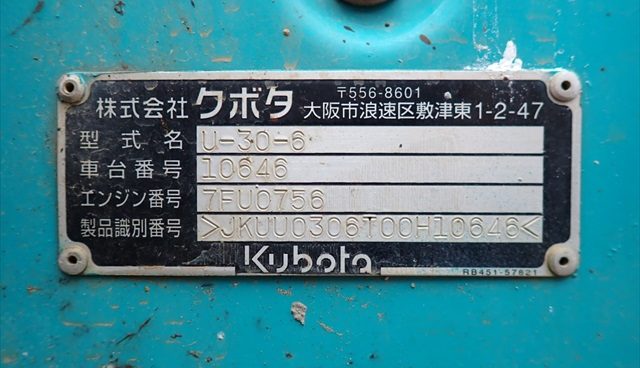 株式会社 クボタ 〒556-8601
大阪市浪速区敷津東1-2-47
型式名 U-30-6
車台番号 10646
エンジン番号 7FU0756
製品識別番号 >JKUU0306T00H10646<
Kubota
RB451-57821